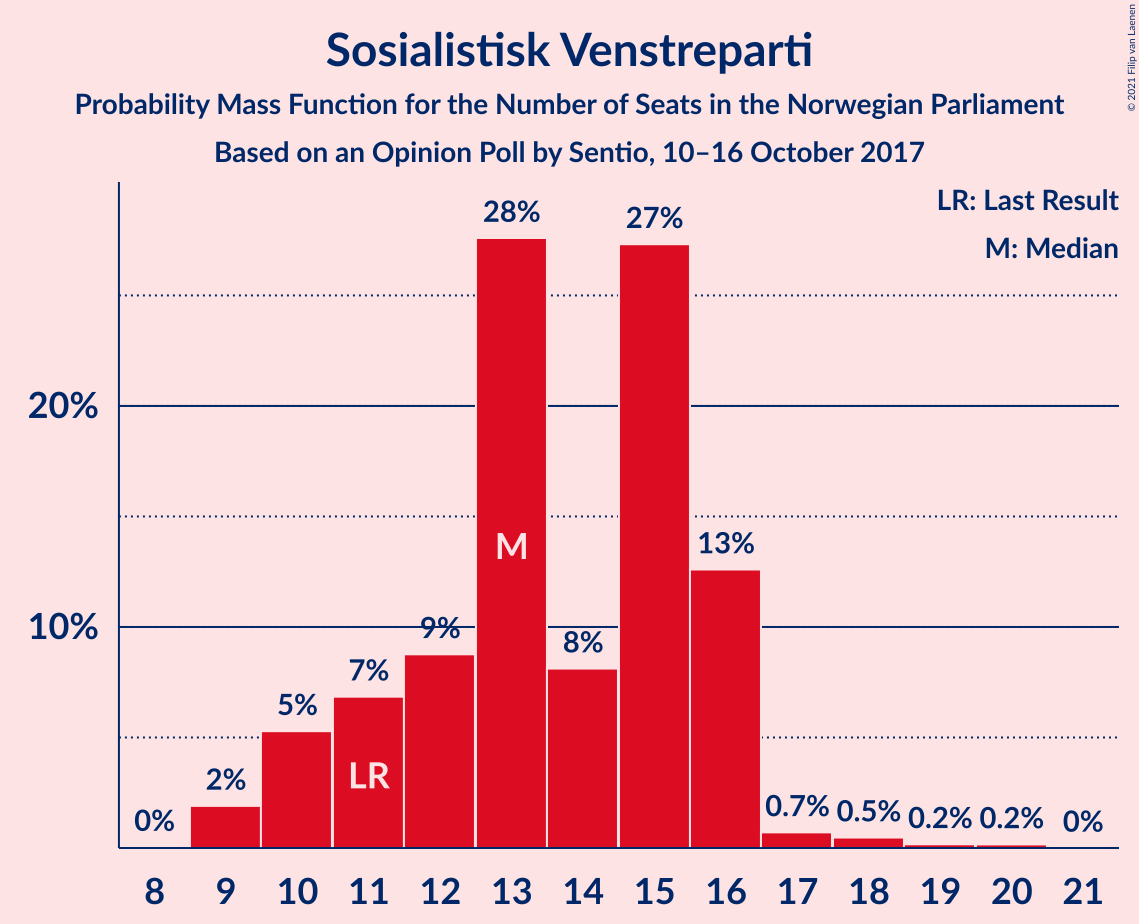 Sosialistisk Venstreparti
Probability Mass Function for the Number of Seats in the Norwegian Parliament
Based on an Opinion Poll by Sentio, 10–16 October 2017
© 2021 Filip van Laenen
LR: Last Result
M: Median
28%
27%
20%
13%
M
10%
9%
8%
7%
5%
LR
2%
0%
0.7%
0.5%
0.2%
0.2%
0%
8 9 10 11 12 13 14 15 16 17 18 19 20 21